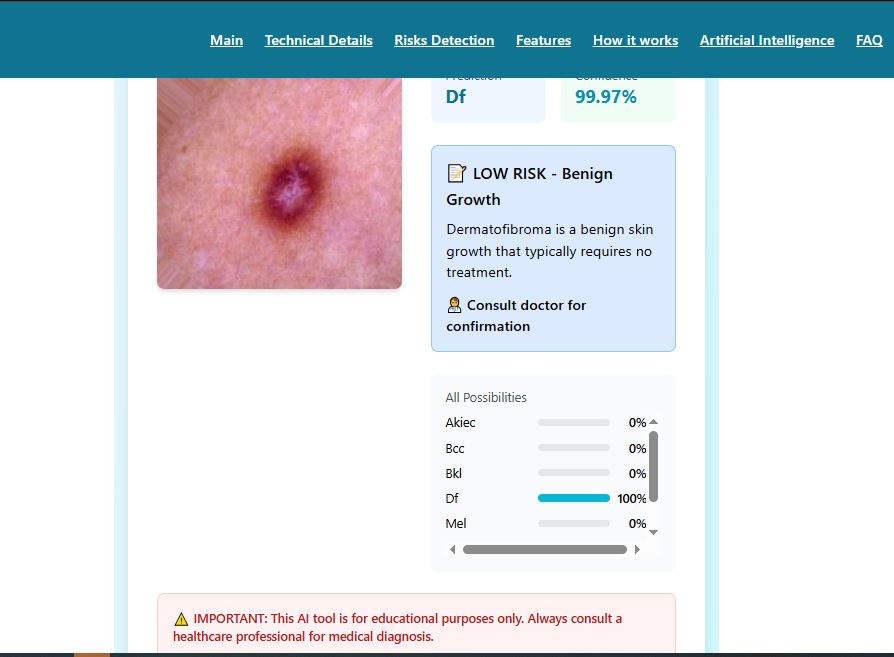 Main Technical Details Risks Detection Features How it works Artificial Intelligence FAQ
Prediction Confidence
Df 99.97%
📝 LOW RISK - Benign
Growth
Dermatofibroma is a benign skin
growth that typically requires no
treatment.
👩‍⚕️ Consult doctor for
confirmation
All Possibilities
Akiec 0%
Bcc 0%
Bkl 0%
Df 100%
Mel 0%
⚠️ IMPORTANT: This AI tool is for educational purposes only. Always consult a
healthcare professional for medical diagnosis.